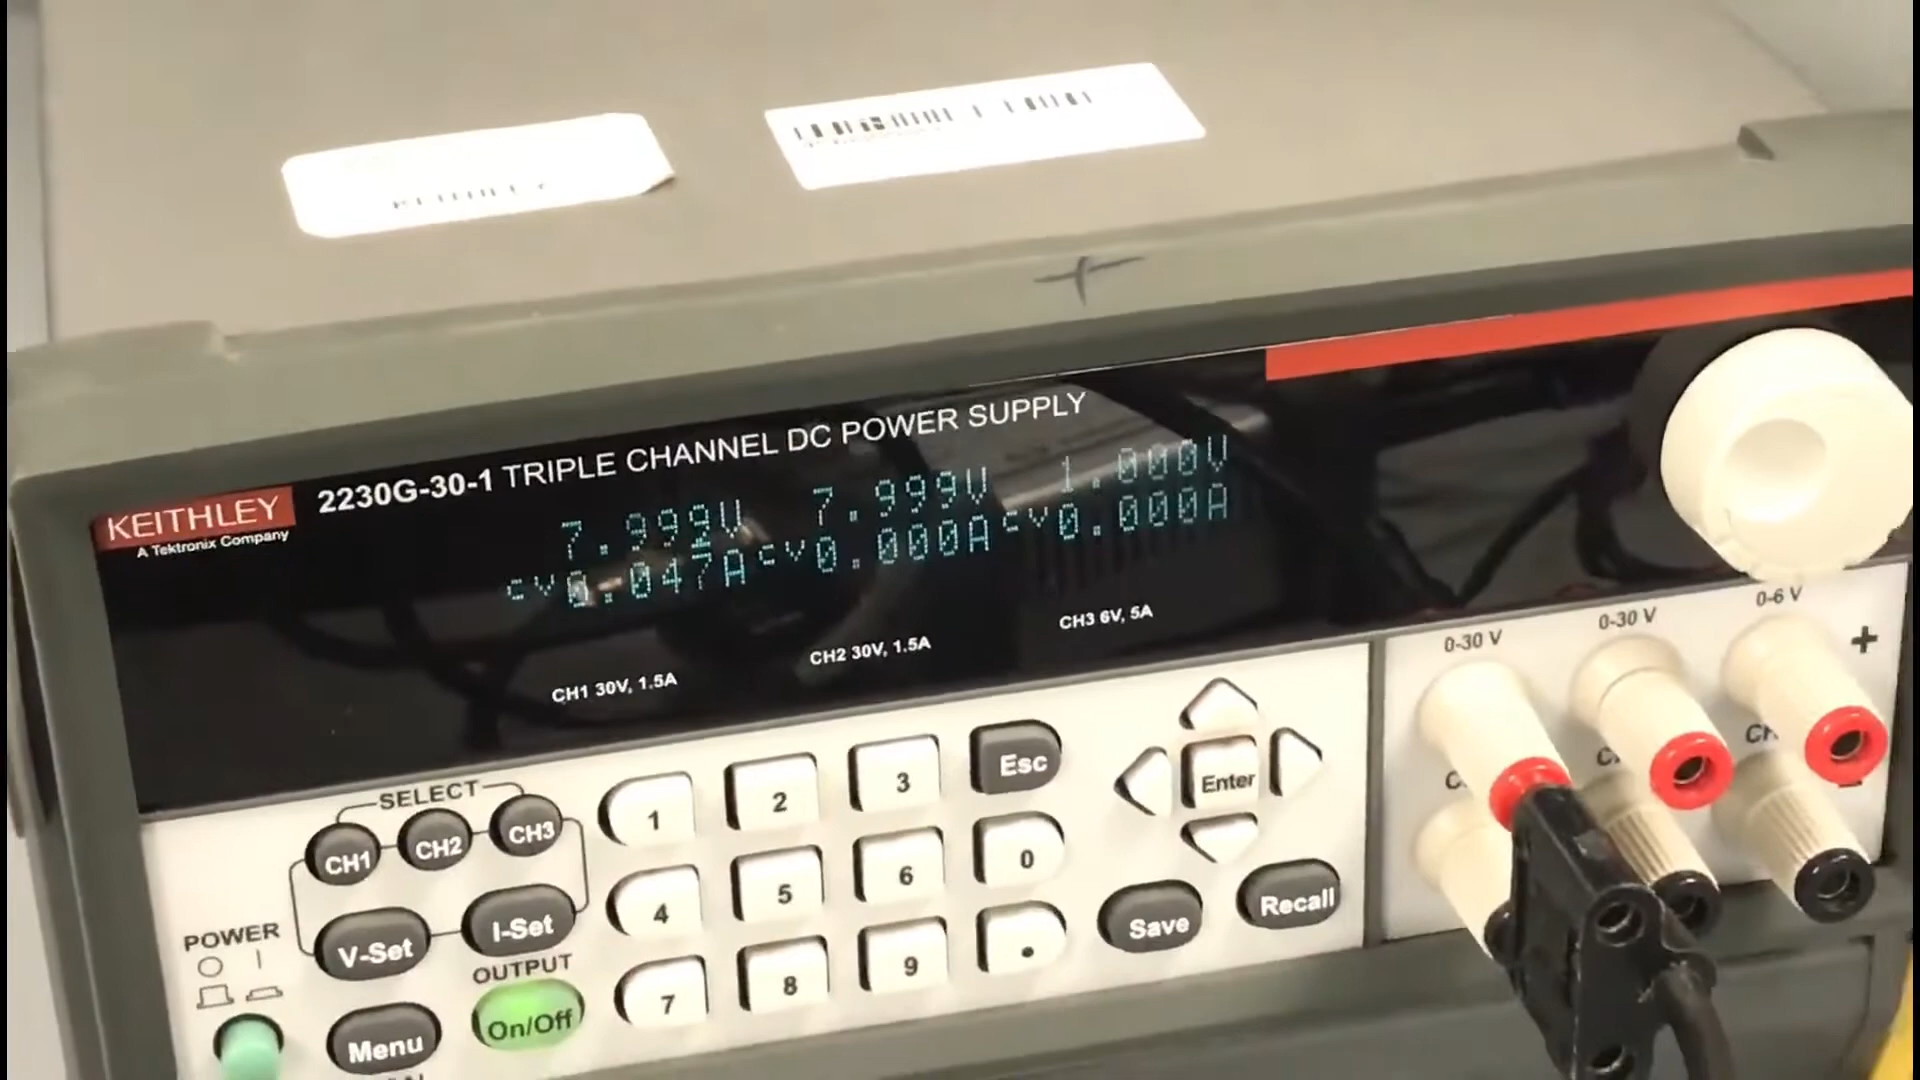 KEITHLEY
KEITHLEY
A Tektronix Company
2230G-30-1 TRIPLE CHANNEL DC POWER SUPPLY
7.999V 7.999V 1.000V
cv0.047A cv0.000A cv0.000A
CH1 30V, 1.5A
CH2 30V, 1.5A
CH3 6V, 5A
0-30 V
0-30 V
0-6 V
+
-
SELECT
CH1
CH2
CH3
V-Set
I-Set
POWER
OUTPUT
On/Off
Menu
1
2
3
Esc
4
5
6
0
7
8
9
.
Enter
Save
Recall